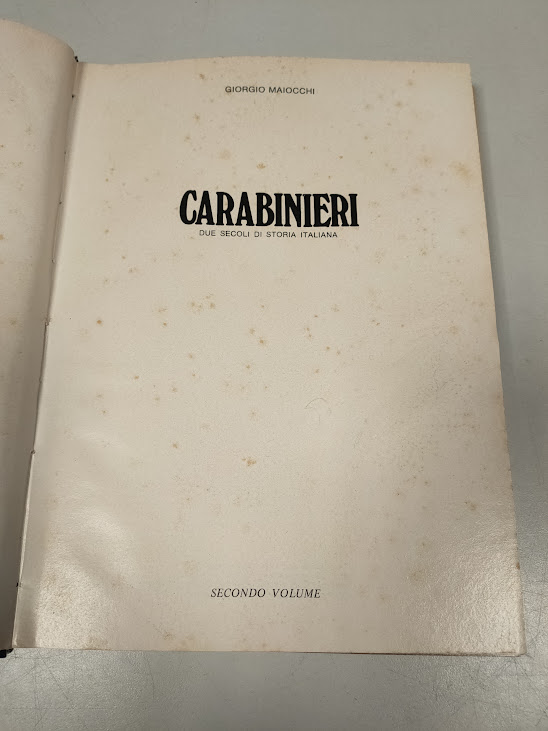 GIORGIO MAIOCCHI
CARABINIERI
DUE SECOLI DI STORIA ITALIANA
SECONDO VOLUME